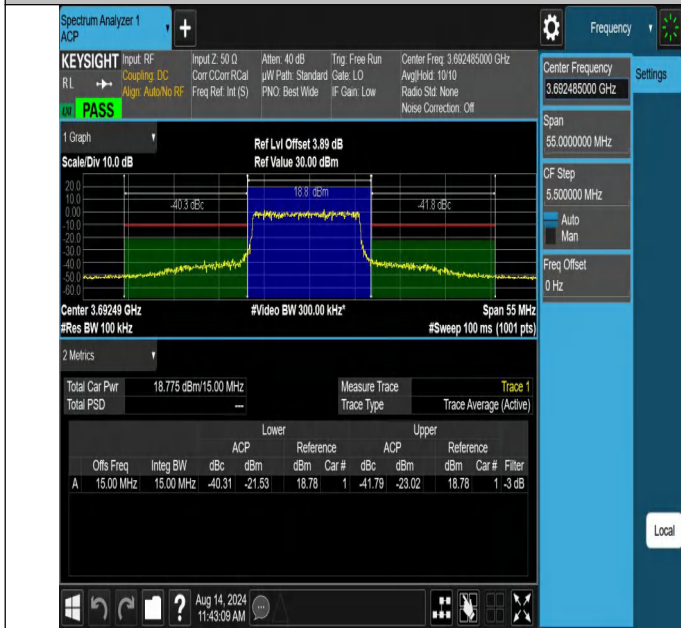 Spectrum Analyzer 1
ACP
+
Frequency
KEYSIGHT Input: RF Input Z: 50 Ω Atten: 40 dB Trig: Free Run Center Freq: 3.692485000 GHz
RL Coupling: DC Corr CCorr RCal µW Path: Standard Gate: LO Avg|Hold: 10/10
Align: Auto/No RF Freq Ref: Int (S) PNO: Best Wide IF Gain: Low Radio Std: None
PASS Noise Correction: Off
1 Graph
Ref Lvl Offset 3.89 dB
Scale/Div 10.0 dB Ref Value 30.00 dBm
20.0
10.0
0.00
-10.0
-20.0
-30.0
-40.0
-50.0
-60.0
-40.3 dBc 18.8 dBm -41.8 dBc
Center 3.69249 GHz #Video BW 300.00 kHz* Span 55 MHz
#Res BW 100 kHz #Sweep 100 ms (1001 pts)
2 Metrics
Total Car Pwr 18.775 dBm/15.00 MHz Measure Trace Trace 1
Total PSD --- Trace Type Trace Average (Active)
Lower Upper
ACP Reference ACP Reference
Offs Freq Integ BW dBc dBm dBm Car # dBc dBm dBm Car # Filter
A 15.00 MHz 15.00 MHz -40.31 -21.53 18.78 1 -41.79 -23.02 18.78 1 -3 dB
Aug 14, 2024
11:43:09 AM
?
Center Frequency
3.692485000 GHz
Settings
Span
55.0000000 MHz
CF Step
5.500000 MHz
Auto
Man
Freq Offset
0 Hz
Local